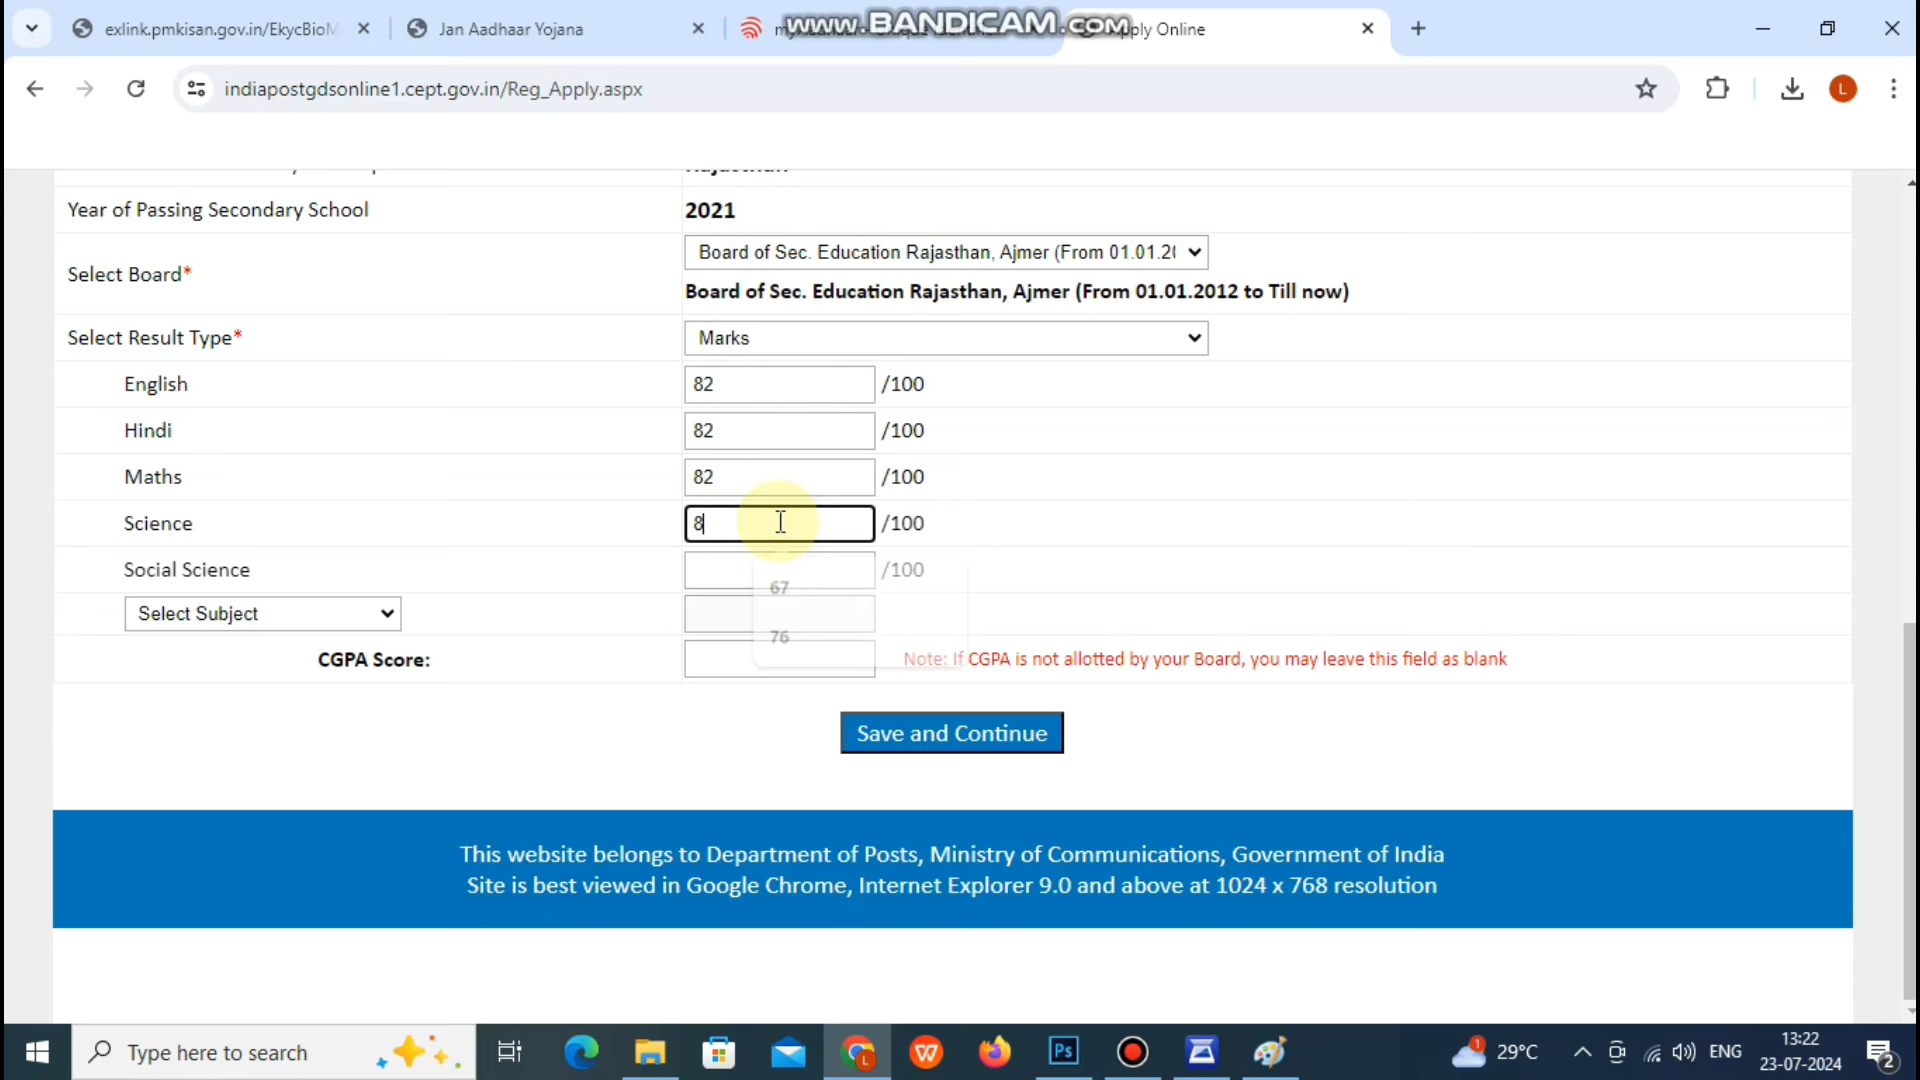 exlink.pmkisan.gov.in/EkycBioM
Jan Aadhaar Yojana
www.BANDICAM.com
pply Online
indiapostgdsonline1.cept.gov.in/Reg_Apply.aspx
L
Year of Passing Secondary School
2021
Select Board*
Board of Sec. Education Rajasthan, Ajmer (From 01.01.20
Board of Sec. Education Rajasthan, Ajmer (From 01.01.2012 to Till now)
Select Result Type*
Marks
English
82
/100
Hindi
82
/100
Maths
82
/100
Science
8
/100
Social Science
/100
67
Select Subject
76
CGPA Score:
Note: If CGPA is not allotted by your Board, you may leave this field as blank
Save and Continue
This website belongs to Department of Posts, Ministry of Communications, Government of India
Site is best viewed in Google Chrome, Internet Explorer 9.0 and above at 1024 x 768 resolution
Type here to search
L
W
Ps
1
29°C
ENG
13:22
23-07-2024
2